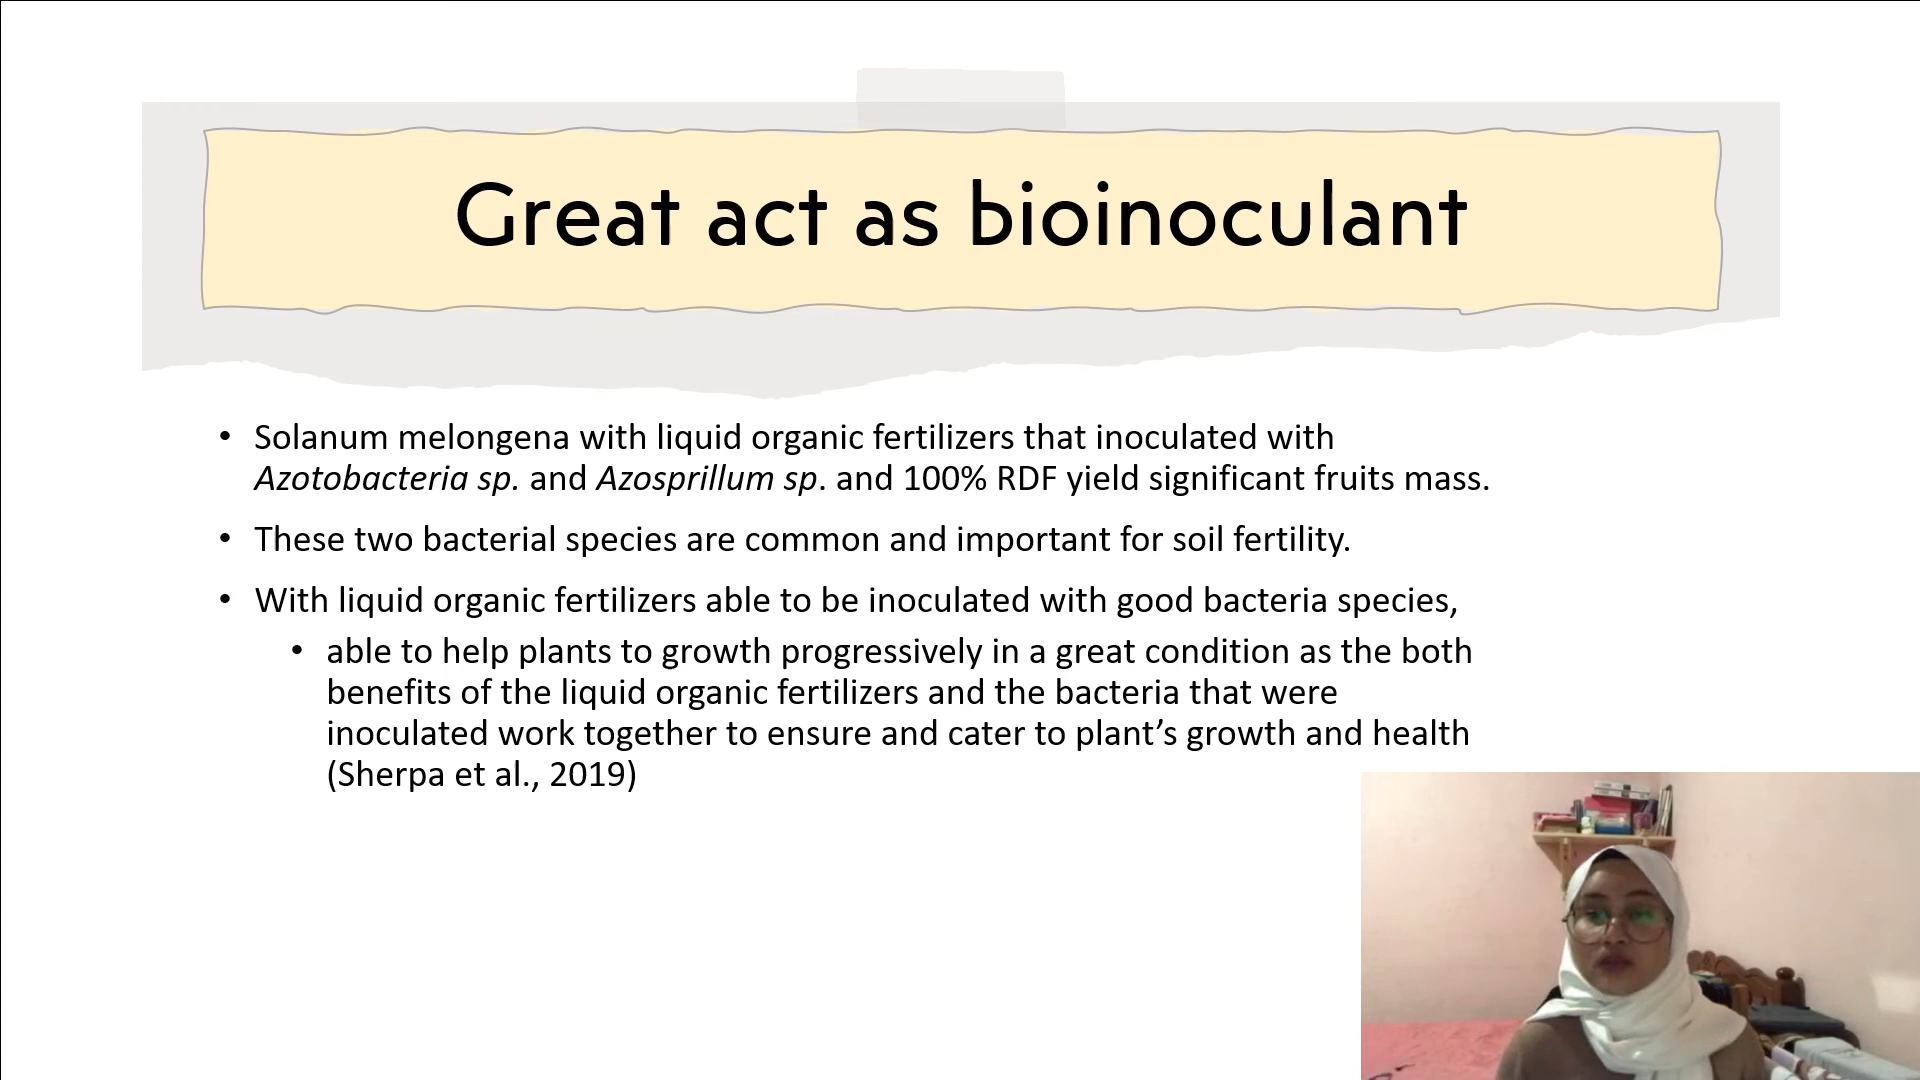 Great act as bioinoculant
• Solanum melongena with liquid organic fertilizers that inoculated with
Azotobacteria sp. and Azosprillum sp. and 100% RDF yield significant fruits mass.
• These two bacterial species are common and important for soil fertility.
• With liquid organic fertilizers able to be inoculated with good bacteria species,
• able to help plants to growth progressively in a great condition as the both
benefits of the liquid organic fertilizers and the bacteria that were
inoculated work together to ensure and cater to plant’s growth and health
(Sherpa et al., 2019)